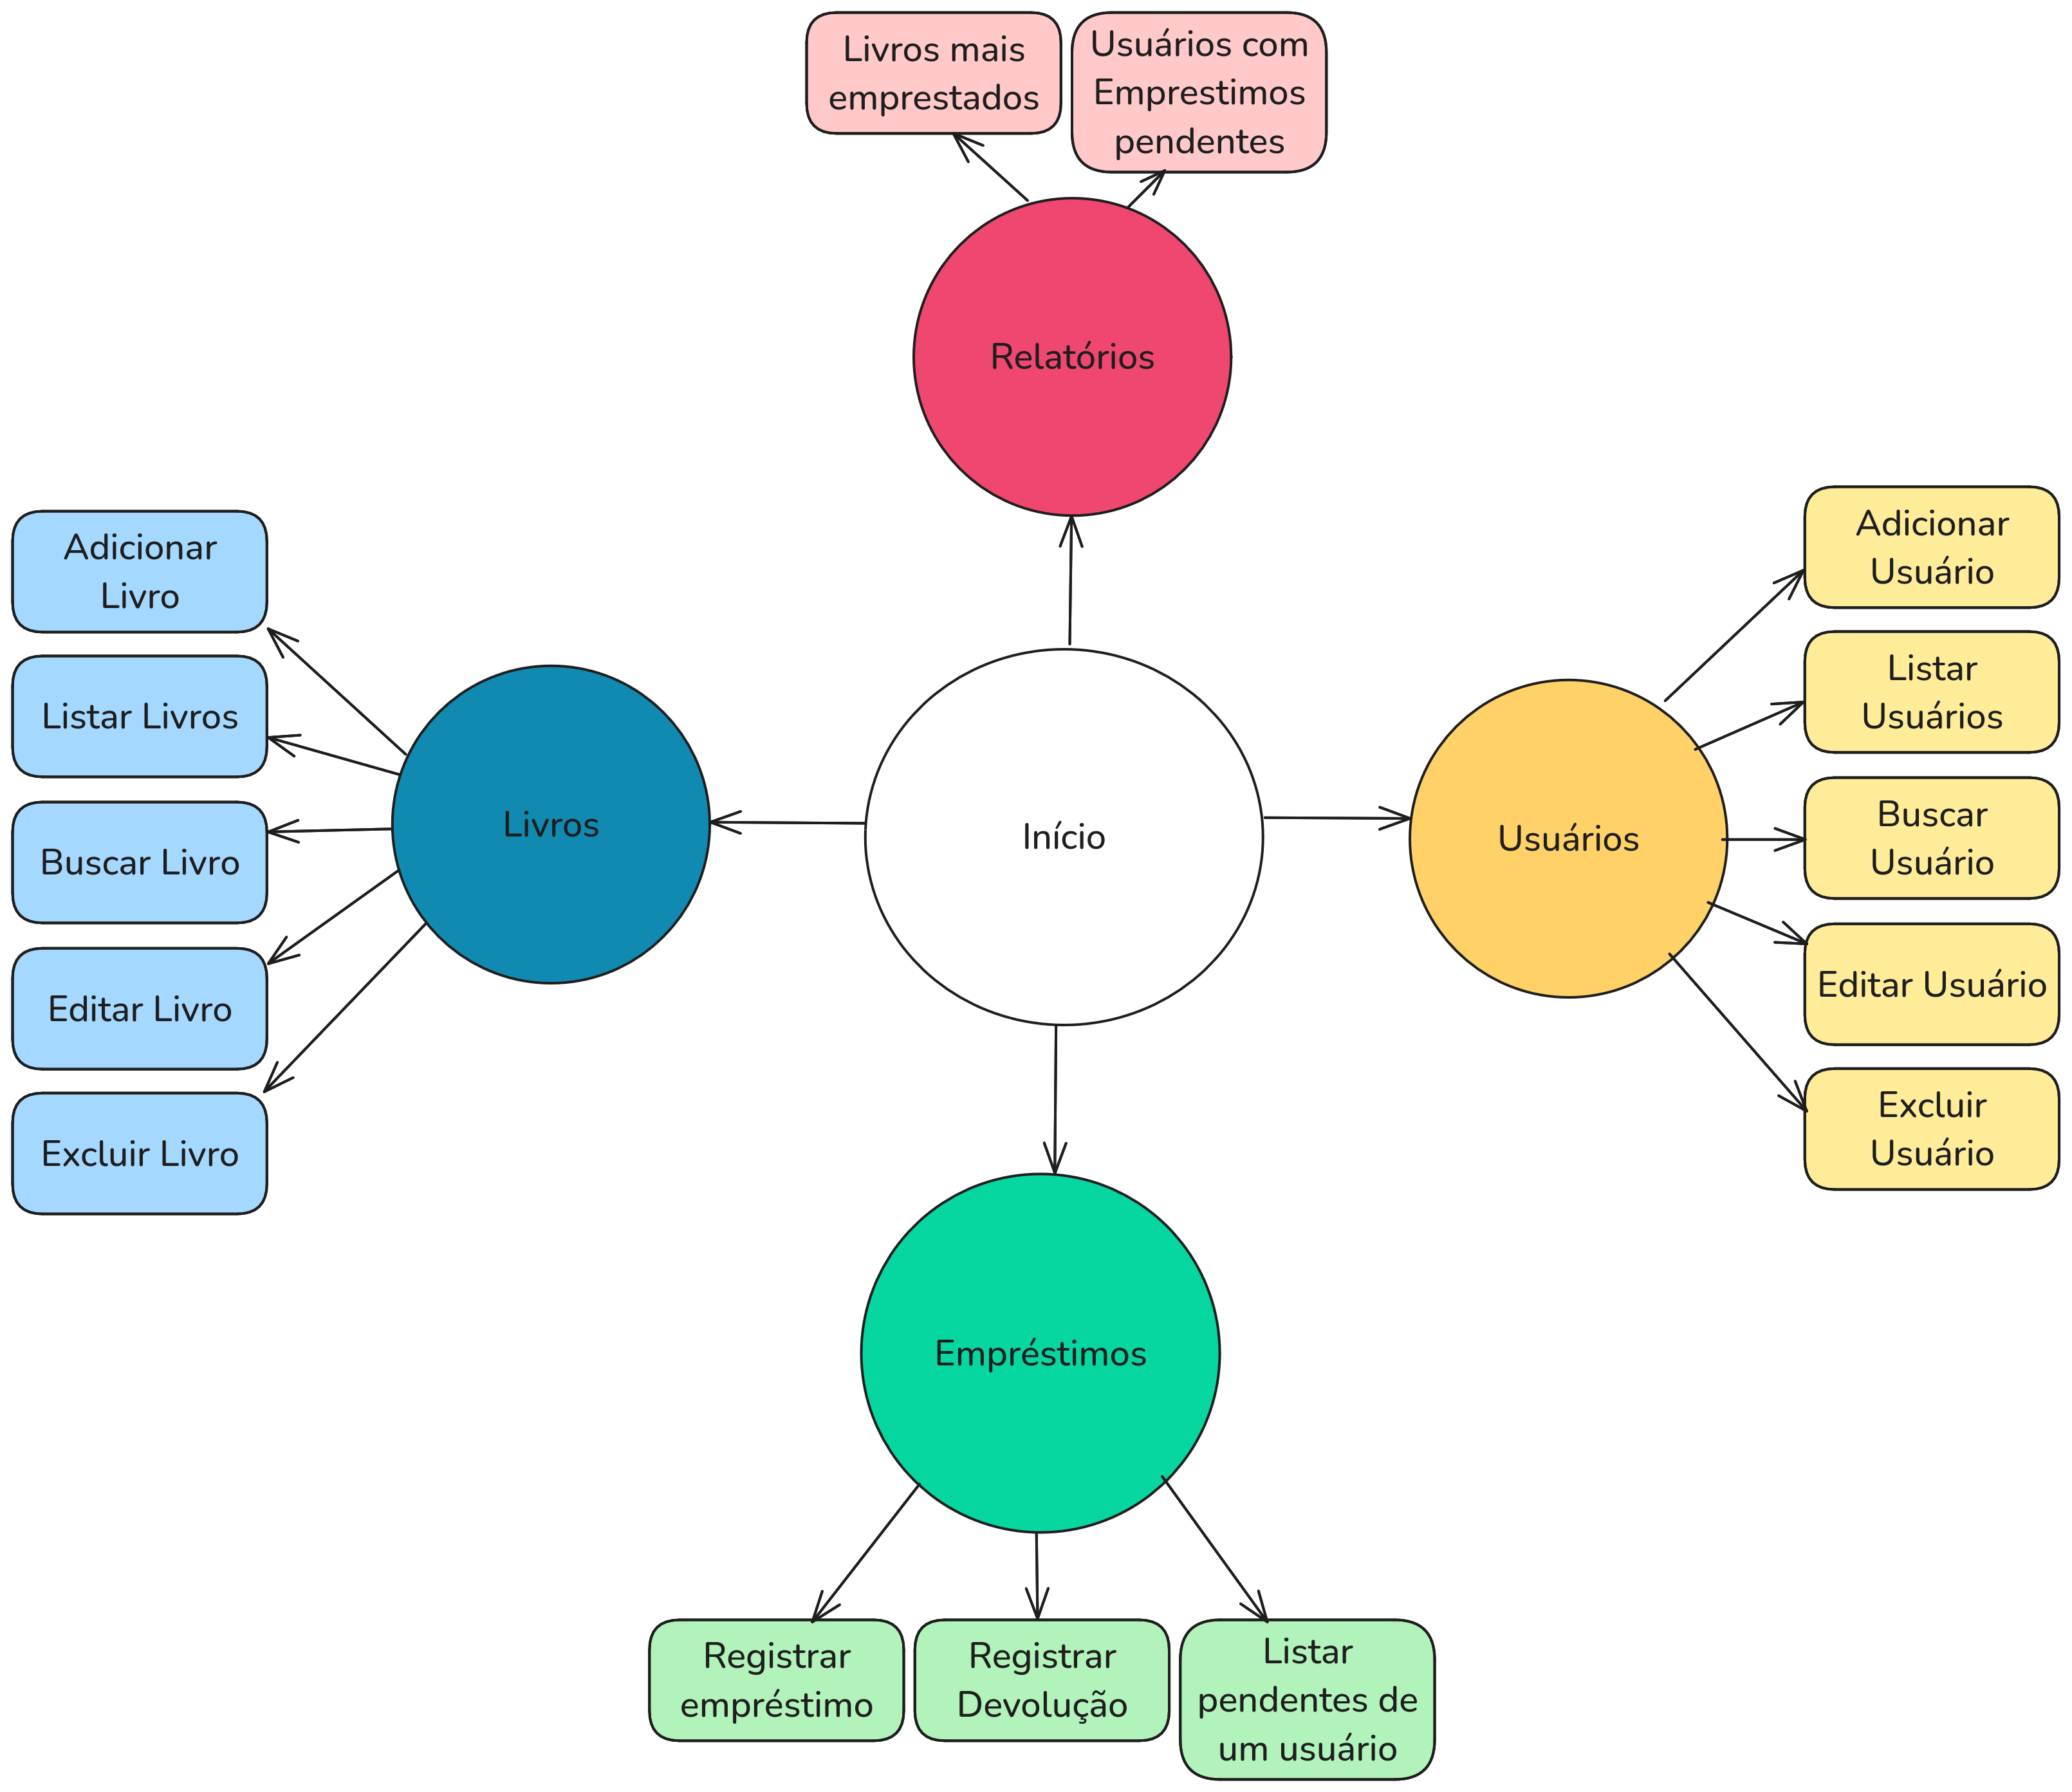 Livros mais
emprestados
Usuários com
Emprestimos
pendentes
Relatórios
Adicionar
Livro
Listar Livros
Buscar Livro
Editar Livro
Excluir Livro
Livros
Início
Usuários
Adicionar
Usuário
Listar
Usuários
Buscar
Usuário
Editar Usuário
Excluir
Usuário
Empréstimos
Registrar
empréstimo
Registrar
Devolução
Listar
pendentes de
um usuário